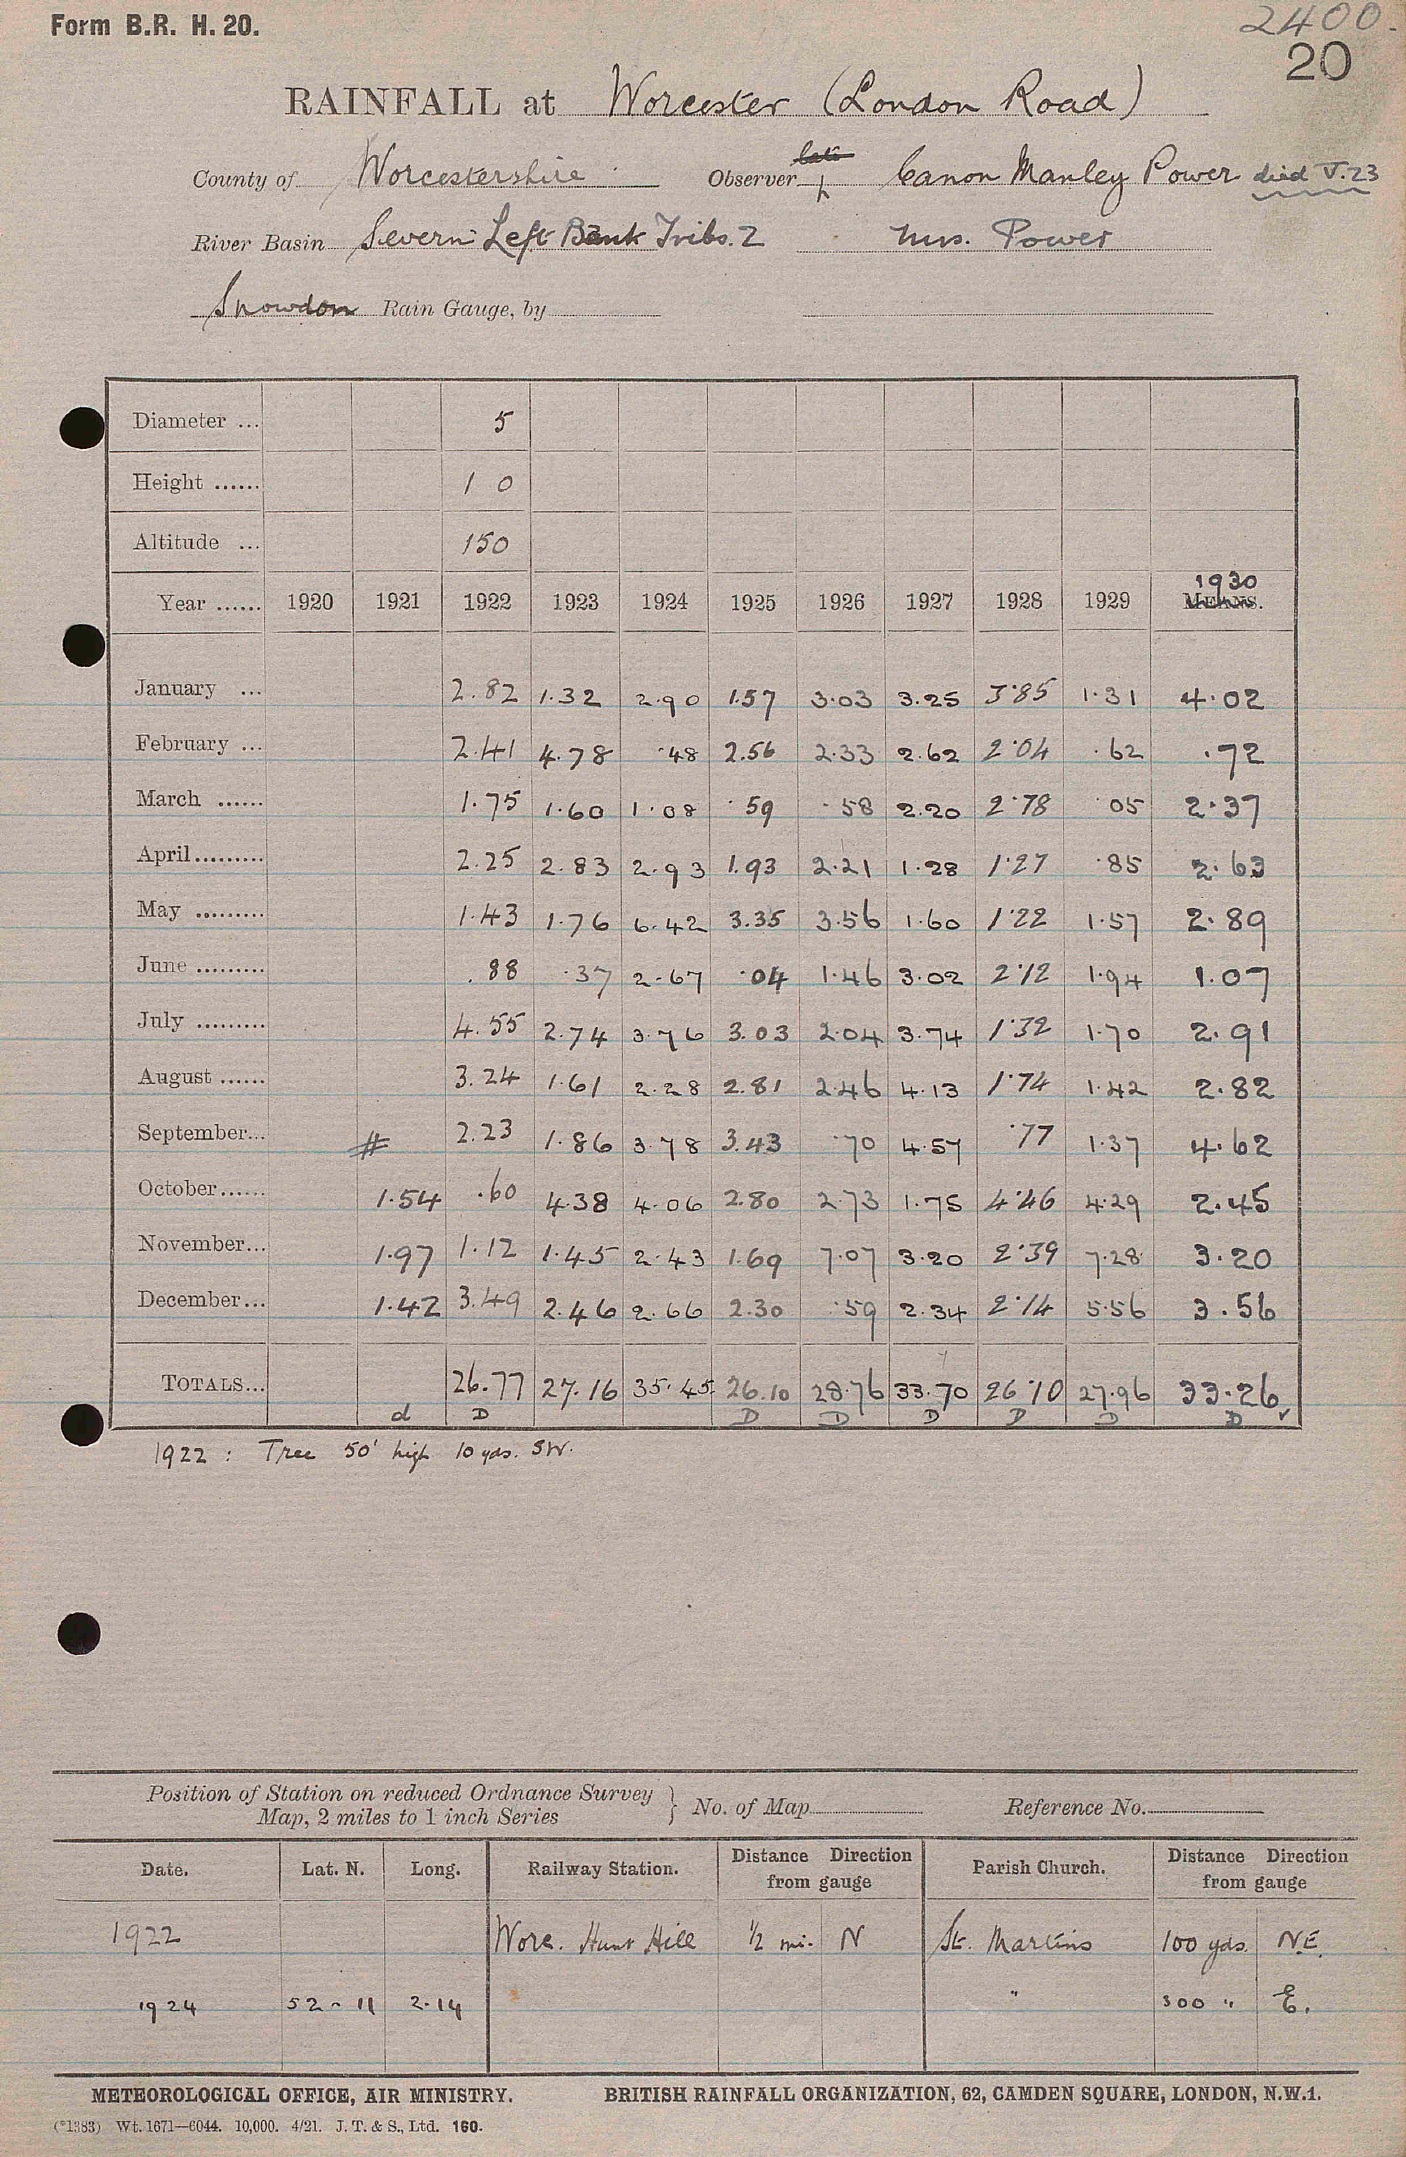 Form B.R. H. 20.
2400.
20
RAINFALL at Worcester (London Road)
County of Worcestershire Observer late Canon Manley Power died V.23
River Basin Severn Left Bank Tribs. 2 Mrs. Power
Snowdon Rain Gauge, by
Diameter ... 5
Height ...... 1 0
Altitude ... 150
1930
Year ...... 1920 1921 1922 1923 1924 1925 1926 1927 1928 1929 MEANS.
January ... 2.82 1.32 2.90 1.57 3.03 3.25 3.85 1.31 4.02
February ... 2.41 4.78 .48 2.56 2.33 2.62 2.04 .62 .72
March ...... 1.75 1.60 1.08 .59 .58 2.20 2.78 .05 2.37
April ......... 2.25 2.83 2.93 1.93 2.21 1.28 1.27 .85 2.63
May ......... 1.43 1.76 6.42 3.35 3.56 1.60 1.22 1.57 2.89
June ......... .88 .37 2.67 .04 1.46 3.02 2.12 1.94 1.07
July ......... 4.55 2.74 3.76 3.03 2.04 3.74 1.32 1.70 2.91
August ...... 3.24 1.61 2.28 2.81 2.46 4.13 1.74 1.42 2.82
September... # 2.23 1.86 3.78 3.43 .70 4.57 .77 1.37 4.62
October...... 1.54 .60 4.38 4.06 2.80 2.73 1.75 4.46 4.29 2.45
November... 1.97 1.12 1.45 2.43 1.69 7.07 3.20 2.39 7.28 3.20
December... 1.42 3.49 2.46 2.66 2.30 .59 2.34 2.14 5.56 3.56
TOTALS... 26.77 27.16 35.45 26.10 28.76 33.70 26.10 27.96 33.26
d D D D D D D D
1922 : Tree 50' high 10 yds. SW.
Position of Station on reduced Ordnance Survey
Map, 2 miles to 1 inch Series } No. of Map Reference No.
Date. Lat. N. Long. Railway Station. Distance Direction from gauge Parish Church. Distance Direction from gauge
1922 Worc. Hill ½ mi. N St. Martins 100 yds. N.E.
1924 52-11 2.14 " 300 " E.
METEOROLOGICAL OFFICE, AIR MINISTRY. BRITISH RAINFALL ORGANIZATION, 62, CAMDEN SQUARE, LONDON, N.W.1.
(*1383) Wt. 1671—6044. 10,000. 4/21. J. T. & S., Ltd. 160.